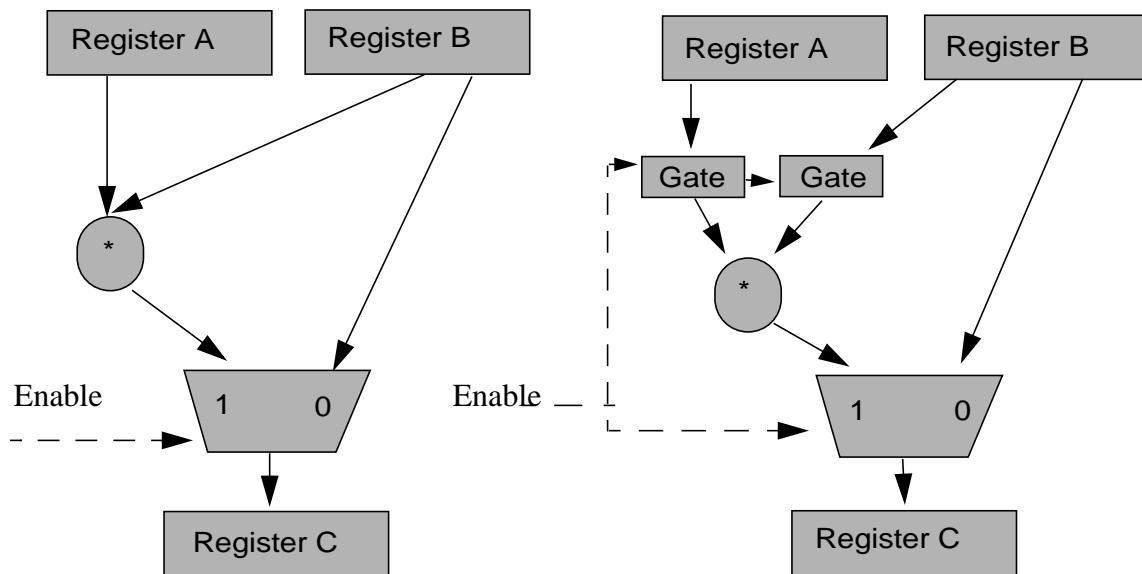 Register A
Register B
*
Enable
1
0
Register C
Register A
Register B
Gate
Gate
*
Enable
1
0
Register C